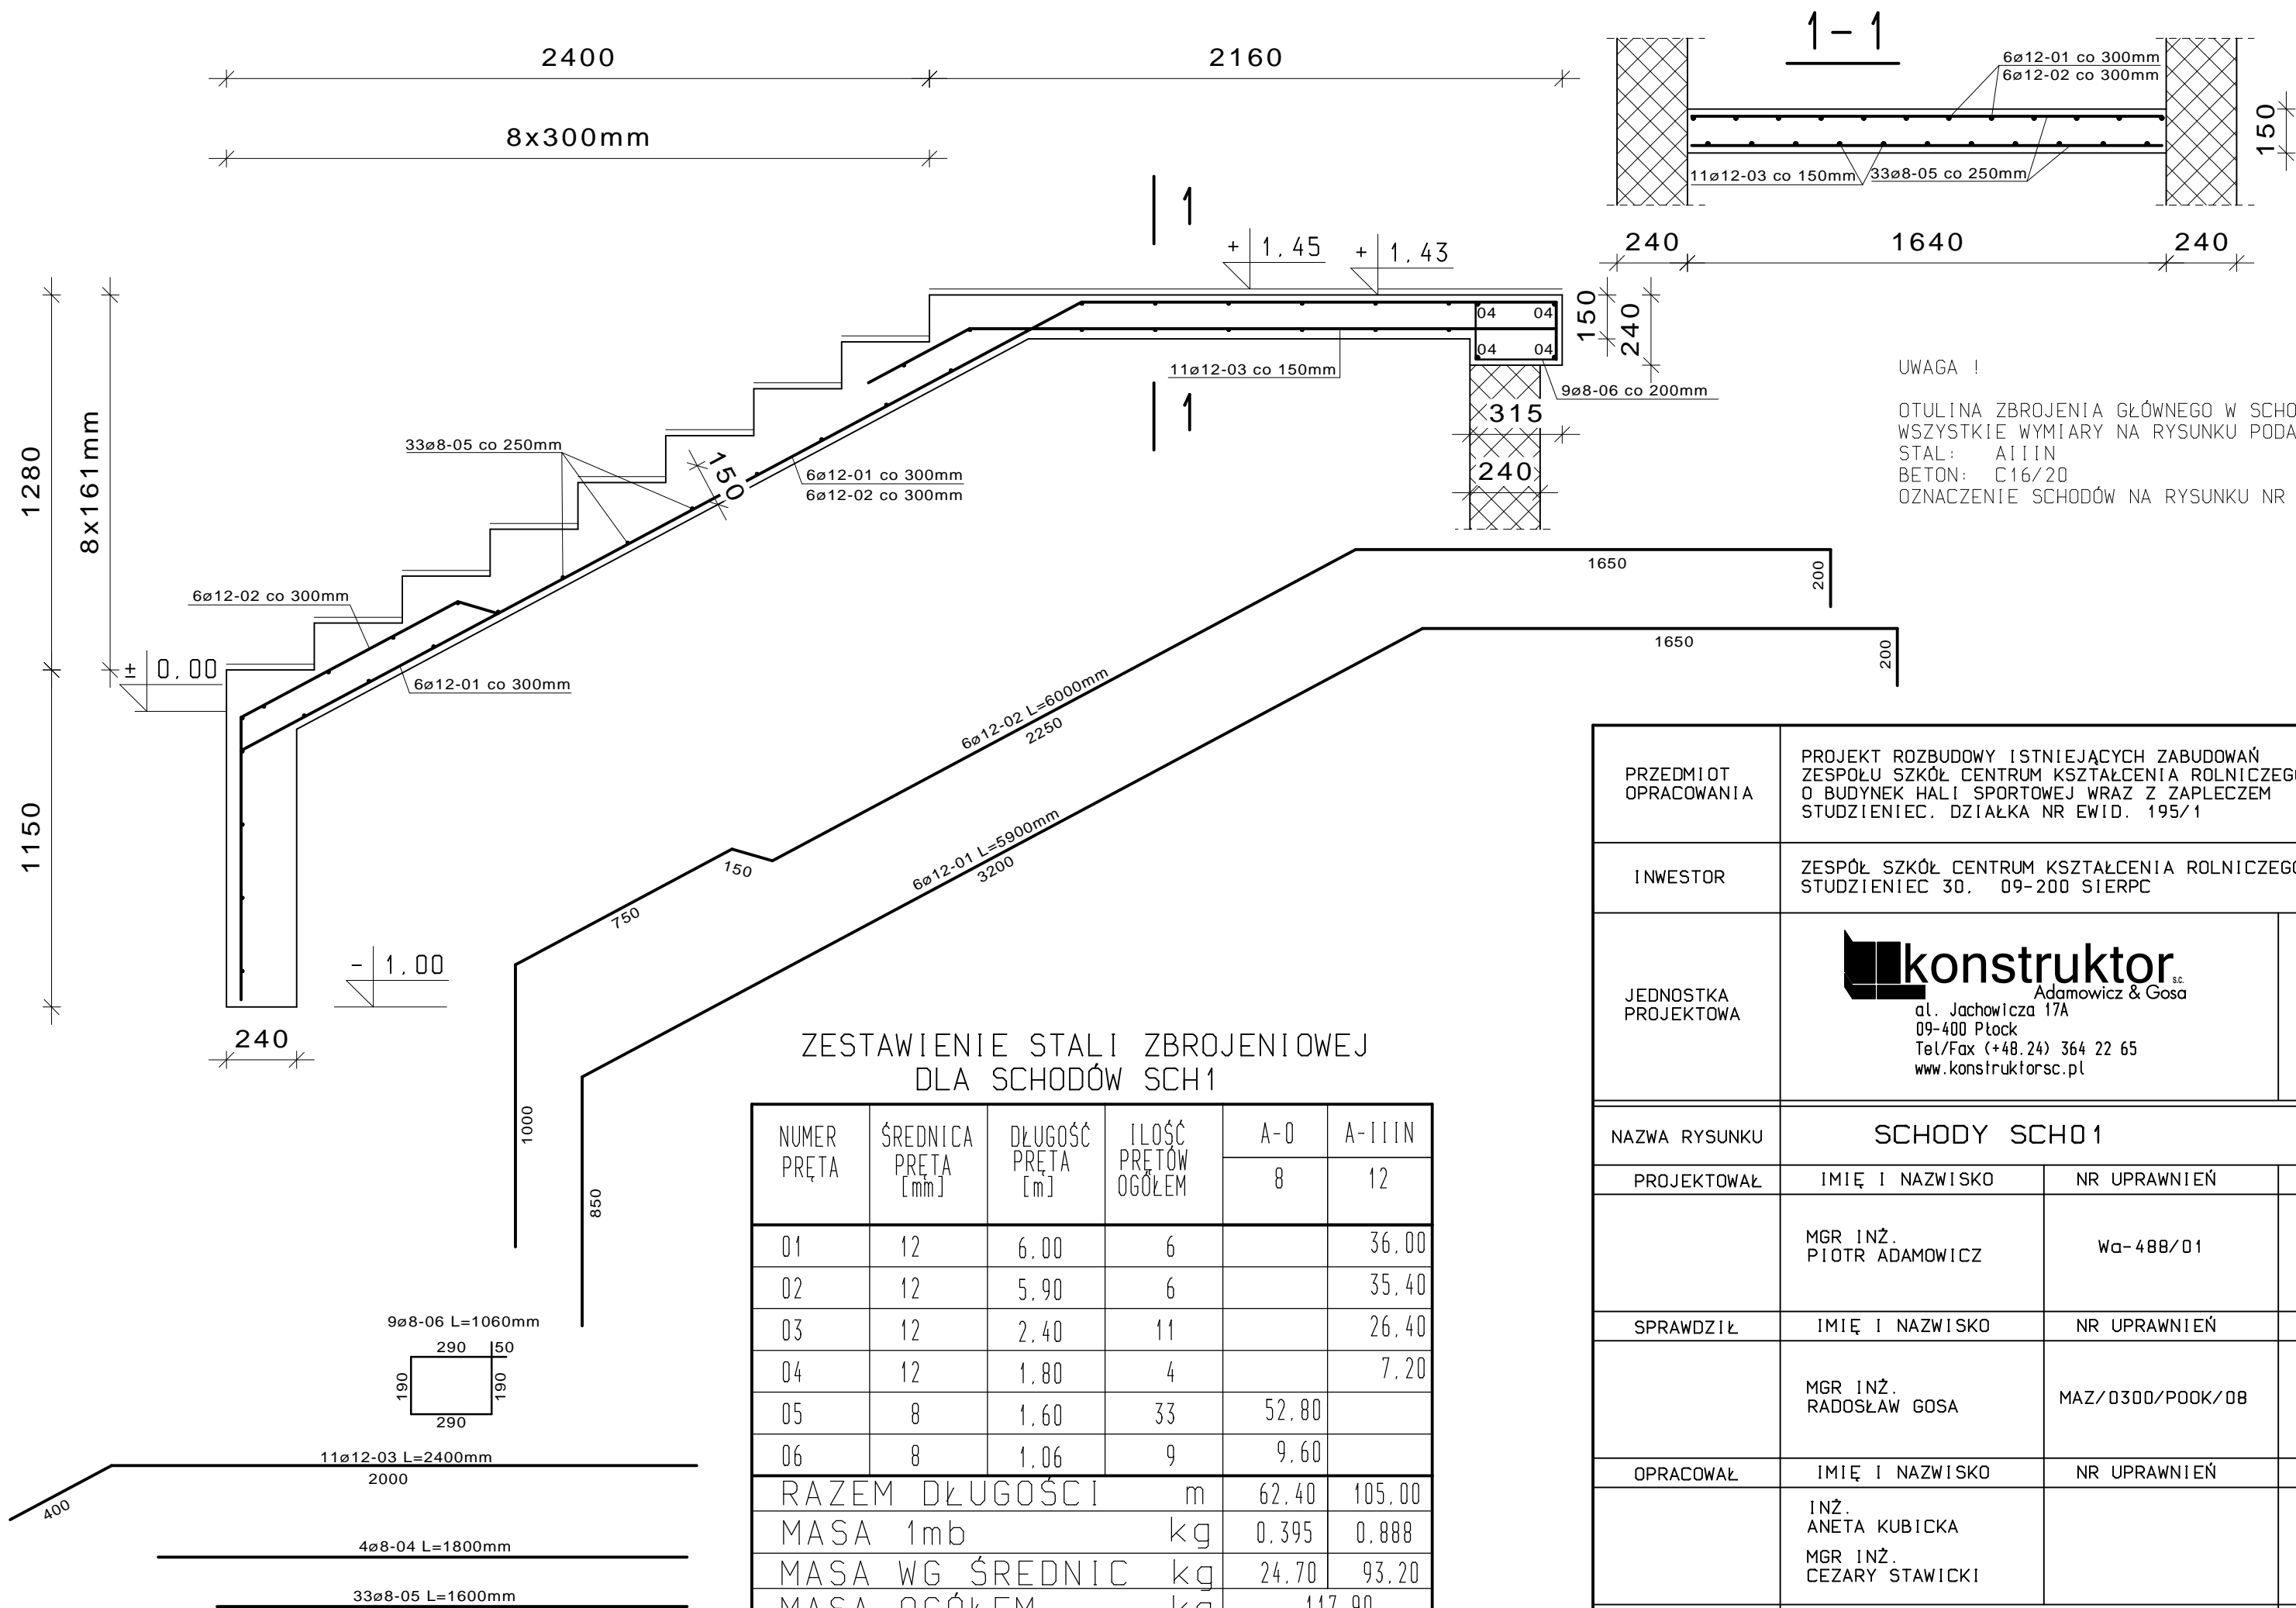 2400
2160
8x300mm
1-1
6ø12-01 co 300mm
6ø12-02 co 300mm
150
11ø12-03 co 150mm
33ø8-05 co 250mm
240
1640
240
1
+ 1,45
+ 1,43
04 04
04 04
150
240
11ø12-03 co 150mm
9ø8-06 co 200mm
1
315
240
UWAGA !
OTULINA ZBROJENIA GŁÓWNEGO W
WSZYSTKIE WYMIARY NA RYSUNKU
STAL: AIIIN
BETON: C16/20
OZNACZENIE SCHODÓW NA RYSUNKU NR
1280
8x161mm
33ø8-05 co 250mm
150
6ø12-01 co 300mm
6ø12-02 co 300mm
6ø12-02 co 300mm
± 0,00
6ø12-01 co 300mm
1150
- 1,00
240
1650
200
6ø12-02 L=6000mm
2250
150
750
1000
1650
200
6ø12-01 L=5900mm
3200
850
9ø8-06 L=1060mm
290 50
190 190
290
11ø12-03 L=2400mm
2000
400
4ø8-04 L=1800mm
33ø8-05 L=1600mm
ZESTAWIENIE STALI ZBROJENIOWEJ
DLA SCHODÓW SCH1
NUMER PRĘTA ŚREDNICA PRĘTA [mm] DŁUGOŚĆ PRĘTA [m] ILOŚĆ PRĘTÓW OGÓŁEM A-0 A-IIIN
8 12
01 12 6,00 6 36,00
02 12 5,90 6 35,40
03 12 2,40 11 26,40
04 12 1,80 4 7,20
05 8 1,60 33 52,80
06 8 1,06 9 9,60
RAZEM DŁUGOŚCI m 62,40 105,00
MASA 1mb kg 0,395 0,888
MASA WG ŚREDNIC kg 24,70 93,20
MASA OGÓŁEM kg 117,90
PRZEDMIOT
OPRACOWANIA
PROJEKT ROZBUDOWY ISTNIEJĄCYCH ZABUDOWAŃ
ZESPOŁU SZKÓŁ CENTRUM KSZTAŁCENIA ROLNICZEGO
O BUDYNEK HALI SPORTOWEJ WRAZ Z ZAPLECZEM
STUDZIENIEC, DZIAŁKA NR EWID. 195/1
INWESTOR
ZESPÓŁ SZKÓŁ CENTRUM KSZTAŁCENIA ROLNICZEGO
STUDZIENIEC 30, 09-200 SIERPC
JEDNOSTKA
PROJEKTOWA
konstruktor s.c.
Adamowicz & Gosa
al. Jachowicza 17A
09-400 Płock
Tel/Fax (+48.24) 364 22 65
www.konstruktorsc.pl
NAZWA RYSUNKU SCHODY SCH01
PROJEKTOWAŁ IMIĘ I NAZWISKO NR UPRAWNIEŃ
MGR INŻ.
PIOTR ADAMOWICZ
Wa-488/01
SPRAWDZIŁ IMIĘ I NAZWISKO NR UPRAWNIEŃ
MGR INŻ.
RADOSŁAW GOSA
MAZ/0300/POOK/08
OPRACOWAŁ IMIĘ I NAZWISKO NR UPRAWNIEŃ
INŻ.
ANETA KUBICKA
MGR INŻ.
CEZARY STAWICKI